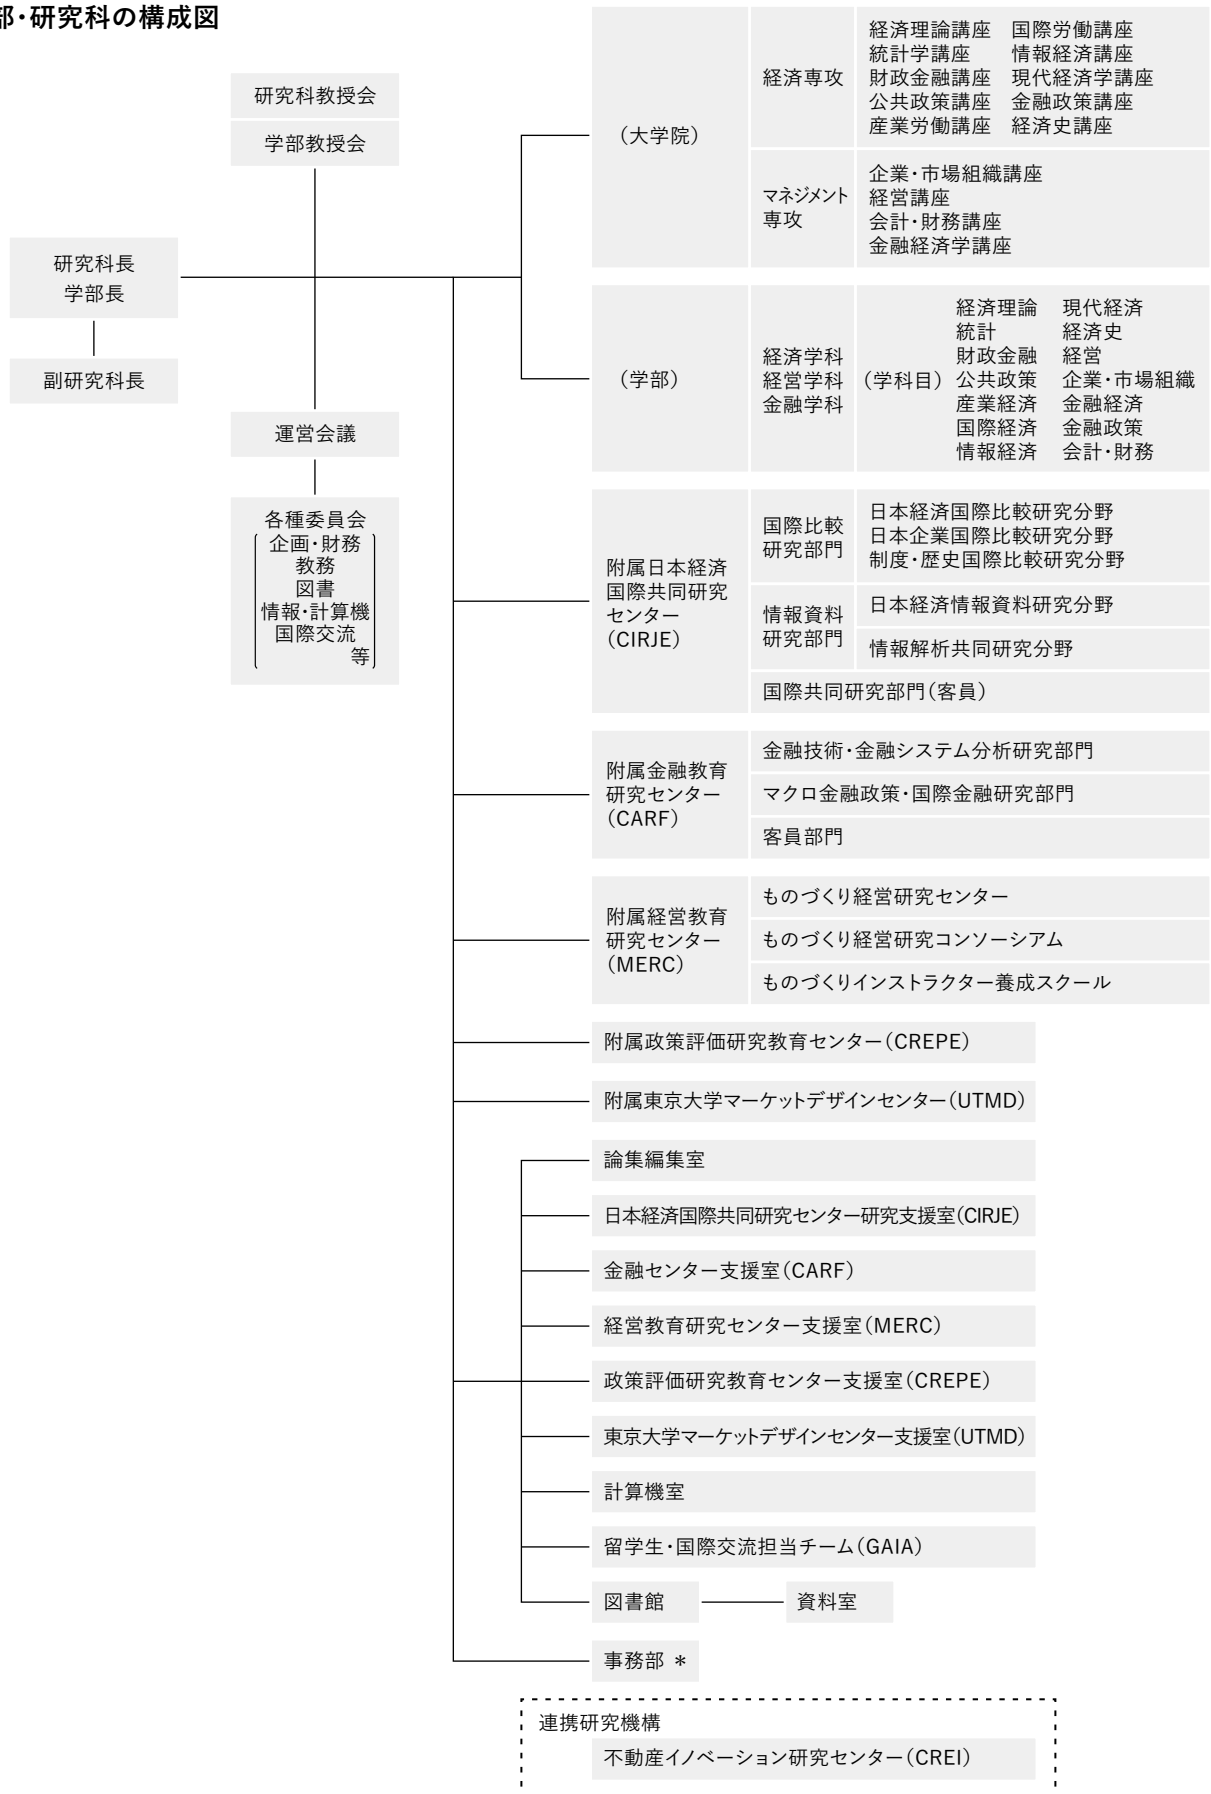 部・研究科の構成図
研究科教授会
学部教授会
研究科長
学部長
副研究科長
運営会議
各種委員会
企画・財務
教務
図書
情報・計算機
国際交流
等
（大学院）
経済専攻
経済理論講座 国際労働講座
統計学講座 情報経済講座
財政金融講座 現代経済学講座
公共政策講座 金融政策講座
産業労働講座 経済史講座
マネジメント
専攻
企業・市場組織講座
経営講座
会計・財務講座
金融経済学講座
（学部）
経済学科
経営学科
金融学科
（学科目）
経済理論 現代経済
統計 経済史
財政金融 経営
公共政策 企業・市場組織
産業経済 金融経済
国際経済 金融政策
情報経済 会計・財務
附属日本経済
国際共同研究
センター
（CIRJE）
国際比較
研究部門
日本経済国際比較研究分野
日本企業国際比較研究分野
制度・歴史国際比較研究分野
情報資料
研究部門
日本経済情報資料研究分野
情報解析共同研究分野
国際共同研究部門（客員）
附属金融教育
研究センター
（CARF）
金融技術・金融システム分析研究部門
マクロ金融政策・国際金融研究部門
客員部門
附属経営教育
研究センター
（MERC）
ものづくり経営研究センター
ものづくり経営研究コンソーシアム
ものづくりインストラクター養成スクール
附属政策評価研究教育センター（CREPE）
附属東京大学マーケットデザインセンター（UTMD）
論集編集室
日本経済国際共同研究センター研究支援室（CIRJE）
金融センター支援室（CARF）
経営教育研究センター支援室（MERC）
政策評価研究教育センター支援室（CREPE）
東京大学マーケットデザインセンター支援室（UTMD）
計算機室
留学生・国際交流担当チーム（GAIA）
図書館 資料室
事務部 ＊
連携研究機構
不動産イノベーション研究センター（CREI）